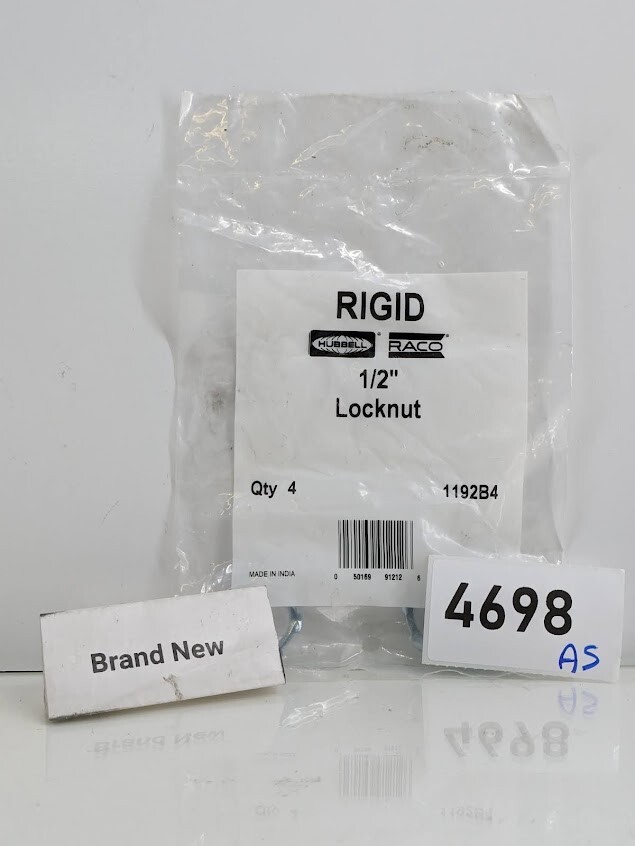 RIGID
HUBBELL® RACO®
1/2"
Locknut
Qty 4 1192B4
MADE IN INDIA 0 50169 91212 6
Brand New
4698
AS